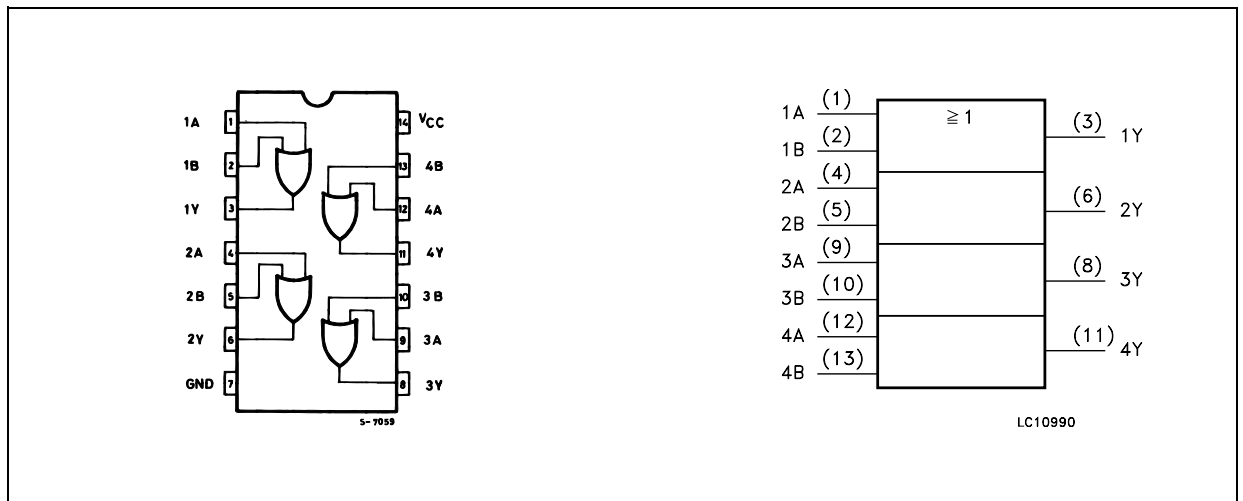 1A 1 14 VCC
1B 2 13 4B
1Y 3 12 4A
2A 4 11 4Y
2B 5 10 3B
2Y 6 9 3A
GND 7 8 3Y
S-7059
≧ 1
1A (1)
1B (2)
2A (4)
2B (5)
3A (9)
3B (10)
4A (12)
4B (13)
(3) 1Y
(6) 2Y
(8) 3Y
(11) 4Y
LC10990